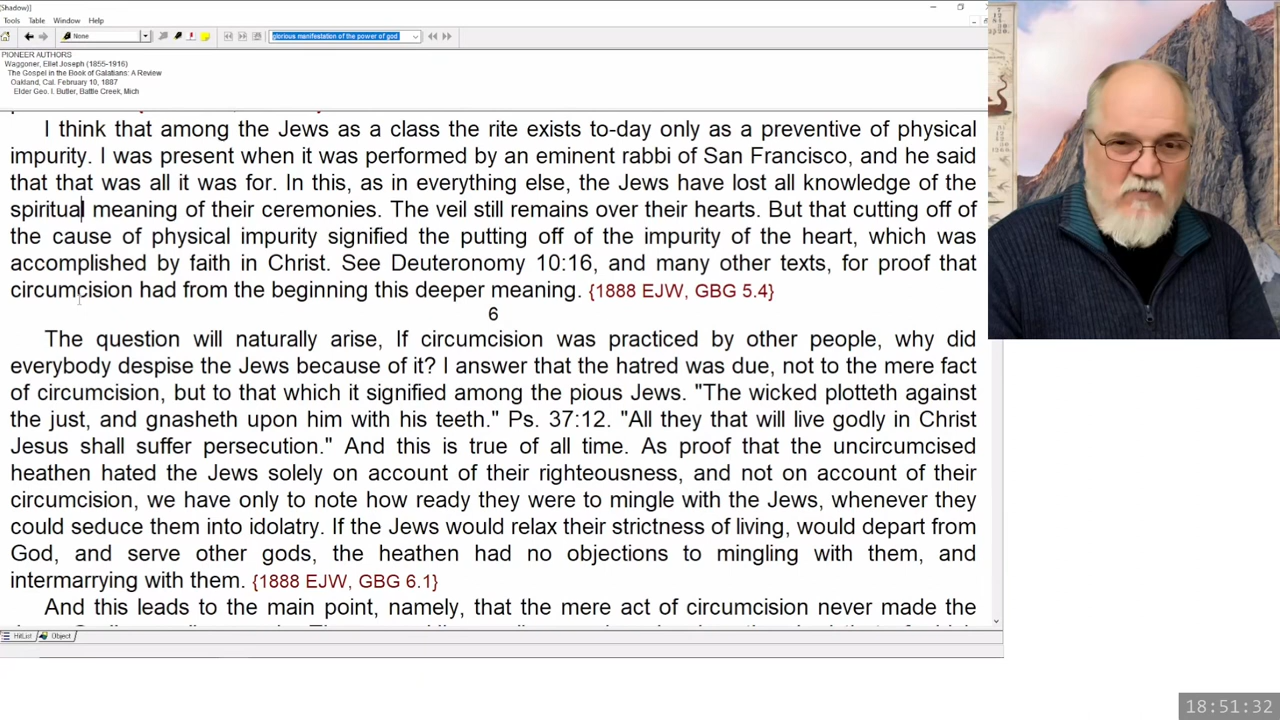 (Shadow)]
Tools Table Window Help
None
glorious manifestation of the power of god
PIONEER AUTHORS
Waggoner, Ellet Joseph (1855-1916)
The Gospel in the Book of Galatians: A Review
Oakland, Cal. February 10, 1887
Elder Geo. I. Butler, Battle Creek, Mich
I think that among the Jews as a class the rite exists to-day only as a preventive of physical
impurity. I was present when it was performed by an eminent rabbi of San Francisco, and he said
that that was all it was for. In this, as in everything else, the Jews have lost all knowledge of the
spiritual meaning of their ceremonies. The veil still remains over their hearts. But that cutting off of
the cause of physical impurity signified the putting off of the impurity of the heart, which was
accomplished by faith in Christ. See Deuteronomy 10:16, and many other texts, for proof that
circumcision had from the beginning this deeper meaning. {1888 EJW, GBG 5.4}
6
The question will naturally arise, If circumcision was practiced by other people, why did
everybody despise the Jews because of it? I answer that the hatred was due, not to the mere fact
of circumcision, but to that which it signified among the pious Jews. "The wicked plotteth against
the just, and gnasheth upon him with his teeth." Ps. 37:12. "All they that will live godly in Christ
Jesus shall suffer persecution." And this is true of all time. As proof that the uncircumcised
heathen hated the Jews solely on account of their righteousness, and not on account of their
circumcision, we have only to note how ready they were to mingle with the Jews, whenever they
could seduce them into idolatry. If the Jews would relax their strictness of living, would depart from
God, and serve other gods, the heathen had no objections to mingling with them, and
intermarrying with them. {1888 EJW, GBG 6.1}
And this leads to the main point, namely, that the mere act of circumcision never made the
HitList Object
18:51:32